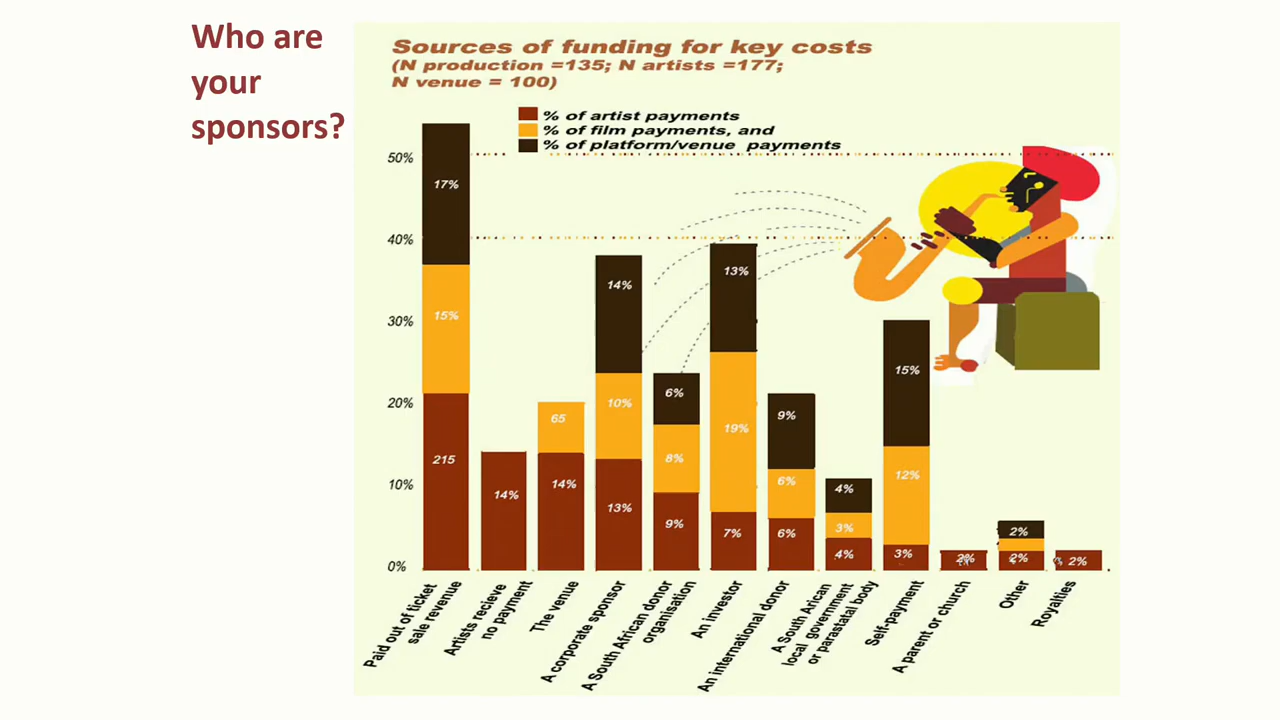 Who are
your
sponsors?
Sources of funding for key costs
(N production =135; N artists =177;
N venue = 100)
% of artist payments
% of film payments, and
% of platform/venue payments
50%
40%
30%
20%
10%
0%
17%
15%
215
14%
65
14%
14%
10%
13%
6%
8%
9%
13%
19%
7%
9%
6%
6%
4%
3%
4%
15%
12%
3%
2%
2%
2%
2%
Paid out of ticket
sale revenue
Artists recieve
no payment
The venue
A corporate sponsor
A South African donor
organisation
An investor
An international donor
A South African
local government
or parastatal body
Self-payment
A parent or church
Other
Royalties